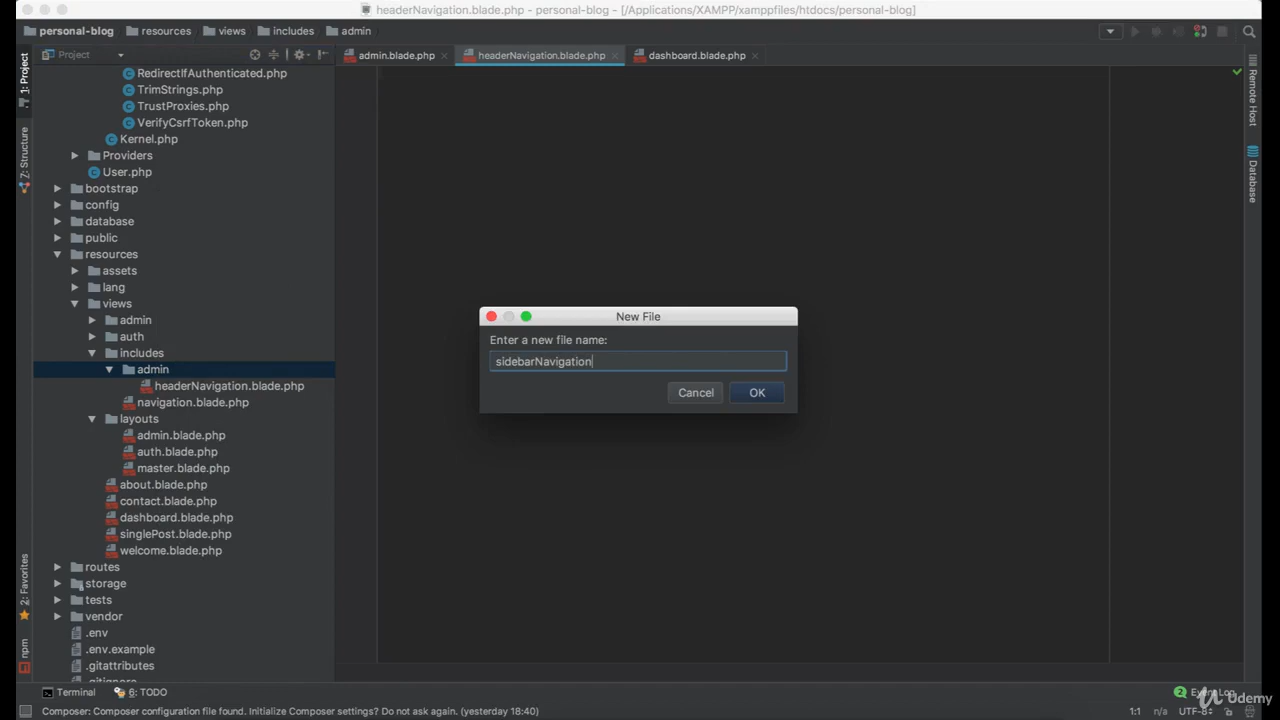 headerNavigation.blade.php - personal-blog - [/Applications/XAMPP/xamppfiles/htdocs/personal-blog]
personal-blog resources views includes admin
Project
admin.blade.php headerNavigation.blade.php dashboard.blade.php
1: Project
Z: Structure
2: Favorites
npm
RedirectIfAuthenticated.php
TrimStrings.php
TrustProxies.php
VerifyCsrfToken.php
Kernel.php
Providers
User.php
bootstrap
config
database
public
resources
assets
lang
views
admin
auth
includes
admin
headerNavigation.blade.php
navigation.blade.php
layouts
admin.blade.php
auth.blade.php
master.blade.php
about.blade.php
contact.blade.php
dashboard.blade.php
singlePost.blade.php
welcome.blade.php
routes
storage
tests
vendor
.env
.env.example
.gitattributes
.gitignore
New File
Enter a new file name:
sidebarNavigation
Cancel OK
Remote Host
Database
Terminal 6: TODO
2 Event Log
Udemy
Composer: Composer configuration file found. Initialize Composer settings? Do not ask again. (yesterday 18:40)
1:1 n/a UTF-8